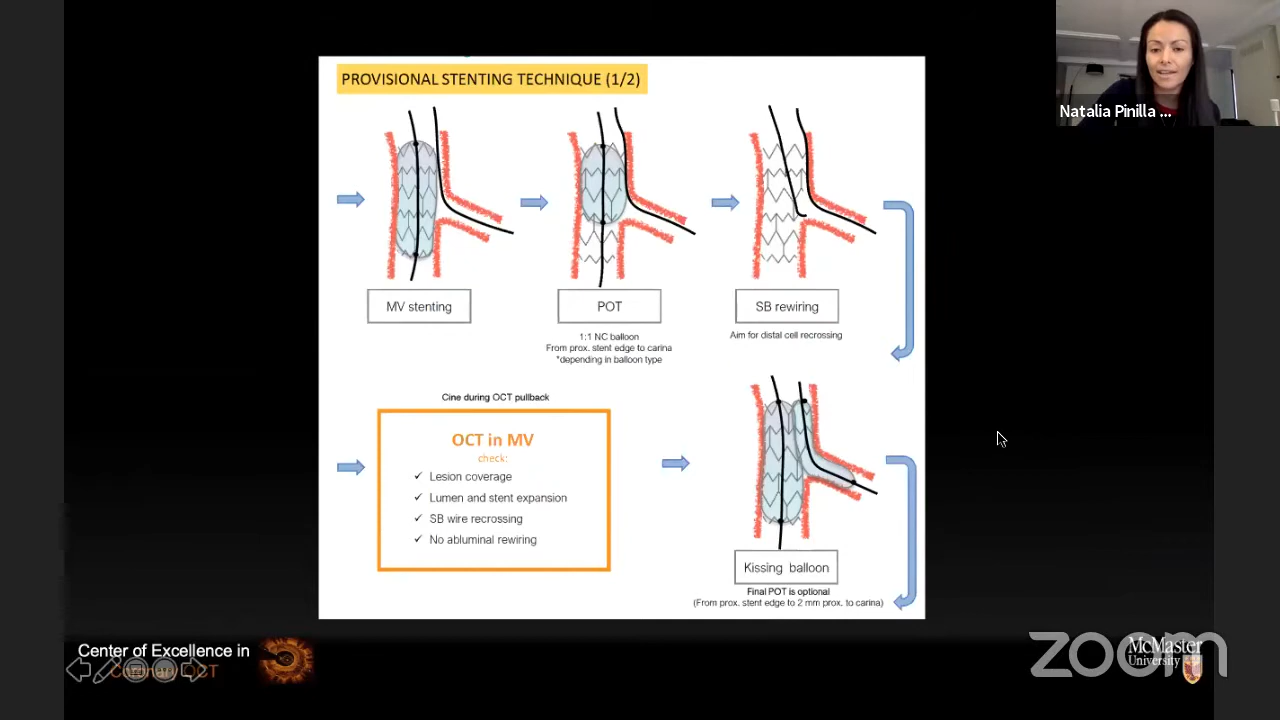 PROVISIONAL STENTING TECHNIQUE (1/2)
Natalia Pinilla ...
MV stenting
POT
SB rewiring
1:1 NC balloon
From prox. stent edge to carina
*depending in balloon type
Aim for distal cell recrossing
Cine during OCT pullback
OCT in MV
check:
✓ Lesion coverage
✓ Lumen and stent expansion
✓ SB wire recrossing
✓ No abluminal rewiring
Kissing balloon
Final POT is optional
(From prox. stent edge to 2 mm prox. to carina)
Center of Excellence in
Coronary OCT
zoom
McMaster
University